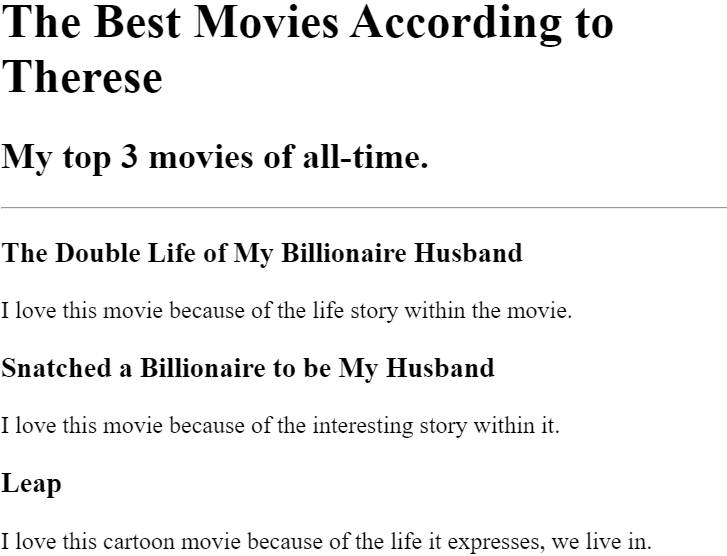 The Best Movies According to
Therese
My top 3 movies of all-time.
The Double Life of My Billionaire Husband
I love this movie because of the life story within the movie.
Snatched a Billionaire to be My Husband
I love this movie because of the interesting story within it.
Leap
I love this cartoon movie because of the life it expresses, we live in.